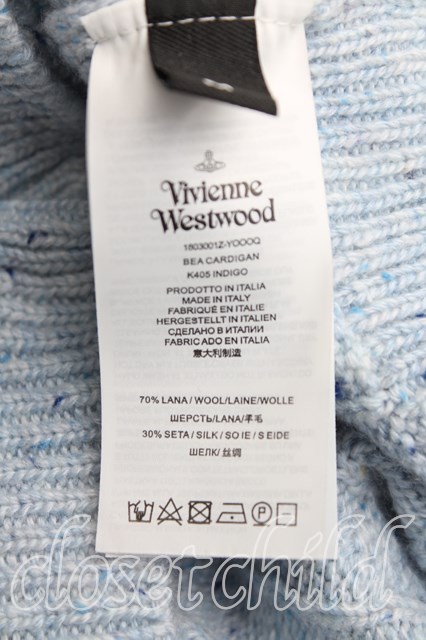 Vivienne
Westwood
1803001Z-Y000Q
BEA CARDIGAN
K405 INDIGO
PRODOTTO IN ITALIA
MADE IN ITALY
FABRIQUÉ EN ITALIE
HERGESTELLT IN ITALIEN
СДЕЛАНО В ИТАЛИИ
FABRICADO EN ITALIA
意大利制造
70% LANA/WOOL/LAINE/WOLLE
ШЕРСТЬ/LANA/羊毛
30% SETA/SILK/SOIE/SEIDE
ШЕЛК/丝绸
closet child